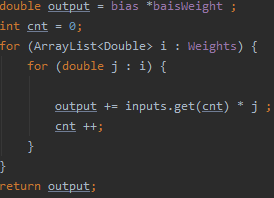 double output = bias *baisWeight ;
int cnt = 0;
for (ArrayList<Double> i : Weights) {
for (double j : i) {
output += inputs.get(cnt) * j ;
cnt ++;
}
}
return output;